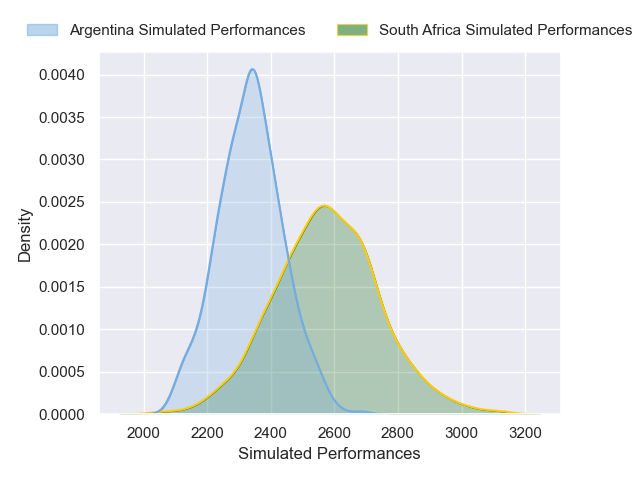 Argentina Simulated Performances
South Africa Simulated Performances
0.0040
0.0035
0.0030
0.0025
0.0020
0.0015
0.0010
0.0005
0.0000
Density
2000 2200 2400 2600 2800 3000 3200
Simulated Performances